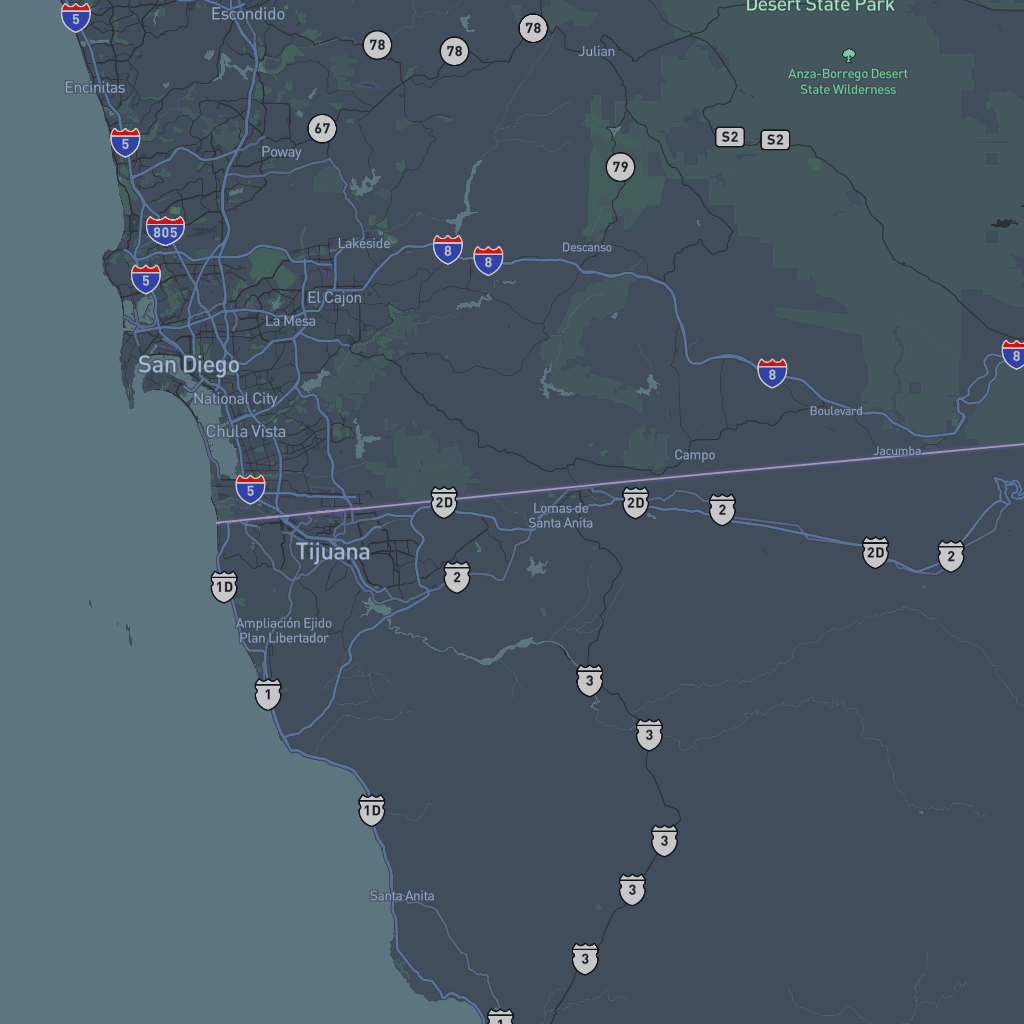 Desert State Park
5
Escondido
78
78
78
Julian
Anza-Borrego Desert
State Wilderness
Encinitas
5
67
S2
S2
Poway
79
805
Lakeside
8
8
Descanso
5
El Cajon
La Mesa
8
San Diego
8
National City
Boulevard
Chula Vista
Campo
Jacumba
5
2D
2D
2
Lomas de
Santa Anita
Tijuana
2D
2
2
1D
Ampliación Ejido
Plan Libertador
3
1
3
1D
3
3
Santa Anita
3
1